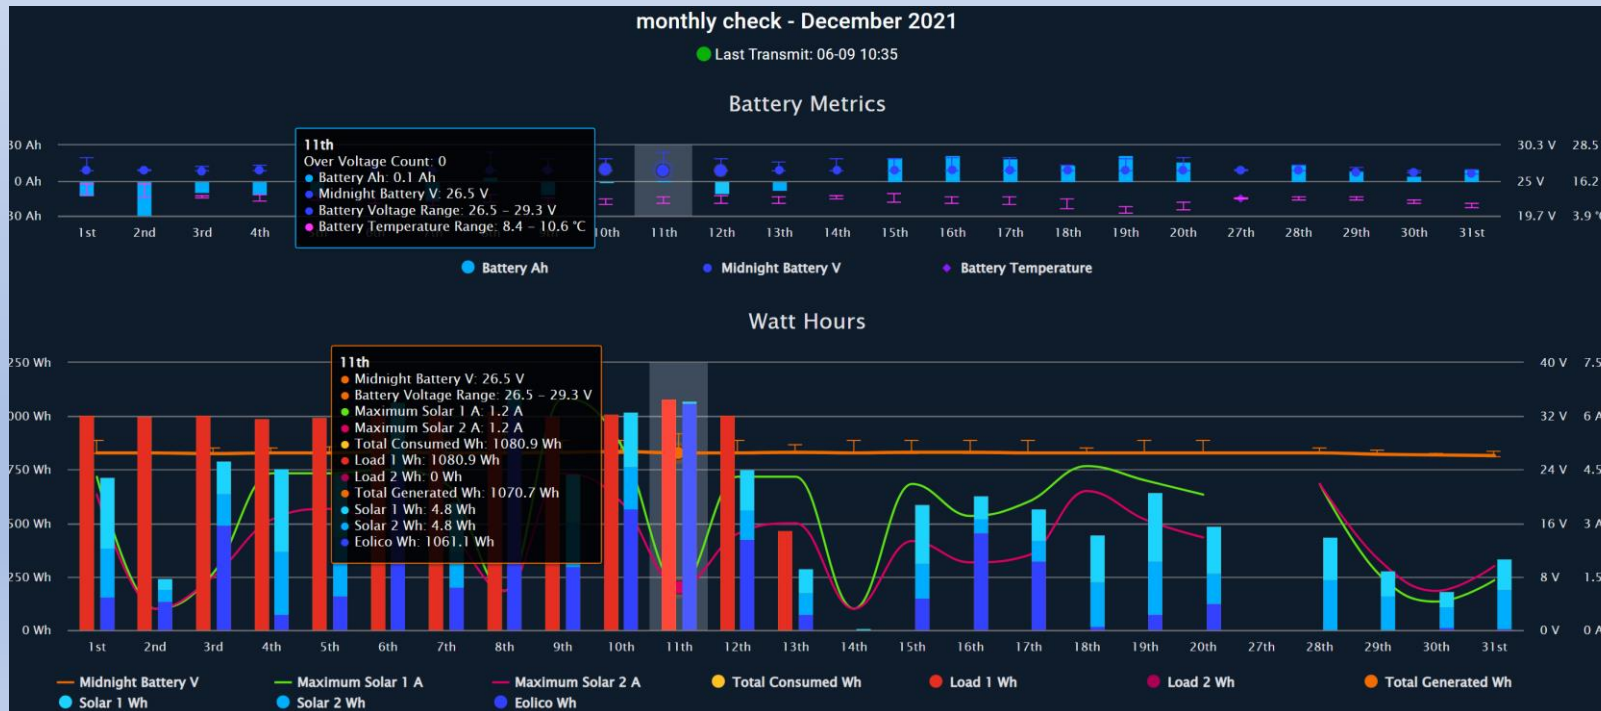 monthly check - December 2021
Last Transmit: 06-09 10:35
Battery Metrics
30 Ah
0 Ah
30 Ah
30.3 V 28.5
25 V 16.2
19.7 V 3.9 °C
11th
Over Voltage Count: 0
Battery Ah: 0.1 Ah
Midnight Battery V: 26.5 V
Battery Voltage Range: 26.5 – 29.3 V
Battery Temperature Range: 8.4 – 10.6 °C
1st 2nd 3rd 4th 10th 11th 12th 13th 14th 15th 16th 17th 18th 19th 20th 27th 28th 29th 30th 31st
Battery Ah Midnight Battery V Battery Temperature
Watt Hours
250 Wh
000 Wh
750 Wh
500 Wh
250 Wh
0 Wh
40 V 7.5
32 V 6 A
24 V 4.5
16 V 3 A
8 V 1.5
0 V 0 A
11th
Midnight Battery V: 26.5 V
Battery Voltage Range: 26.5 – 29.3 V
Maximum Solar 1 A: 1.2 A
Maximum Solar 2 A: 1.2 A
Total Consumed Wh: 1080.9 Wh
Load 1 Wh: 1080.9 Wh
Load 2 Wh: 0 Wh
Total Generated Wh: 1070.7 Wh
Solar 1 Wh: 4.8 Wh
Solar 2 Wh: 4.8 Wh
Eolico Wh: 1061.1 Wh
1st 2nd 3rd 4th 5th 6th 7th 8th 9th 10th 11th 12th 13th 14th 15th 16th 17th 18th 19th 20th 27th 28th 29th 30th 31st
Midnight Battery V Maximum Solar 1 A Maximum Solar 2 A Total Consumed Wh Load 1 Wh Load 2 Wh Total Generated Wh
Solar 1 Wh Solar 2 Wh Eolico Wh